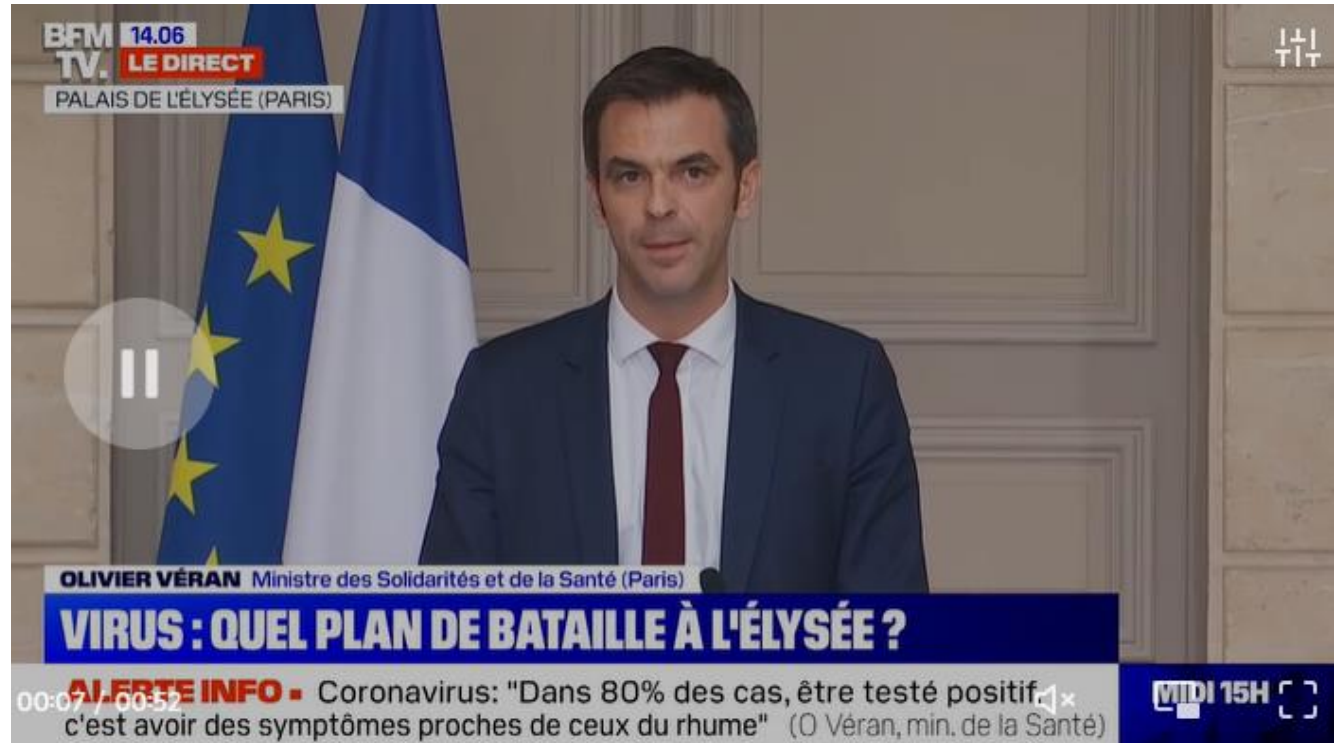 BFM 14.06
TV. LE DIRECT
PALAIS DE L'ÉLYSÉE (PARIS)
OLIVIER VÉRAN Ministre des Solidarités et de la Santé (Paris)
VIRUS : QUEL PLAN DE BATAILLE À L'ÉLYSÉE ?
00:07 / 00:52
ALERTE INFO Coronavirus: "Dans 80% des cas, être testé positif,
c'est avoir des symptômes proches de ceux du rhume" (O Véran, min. de la Santé)
MIDI 15H